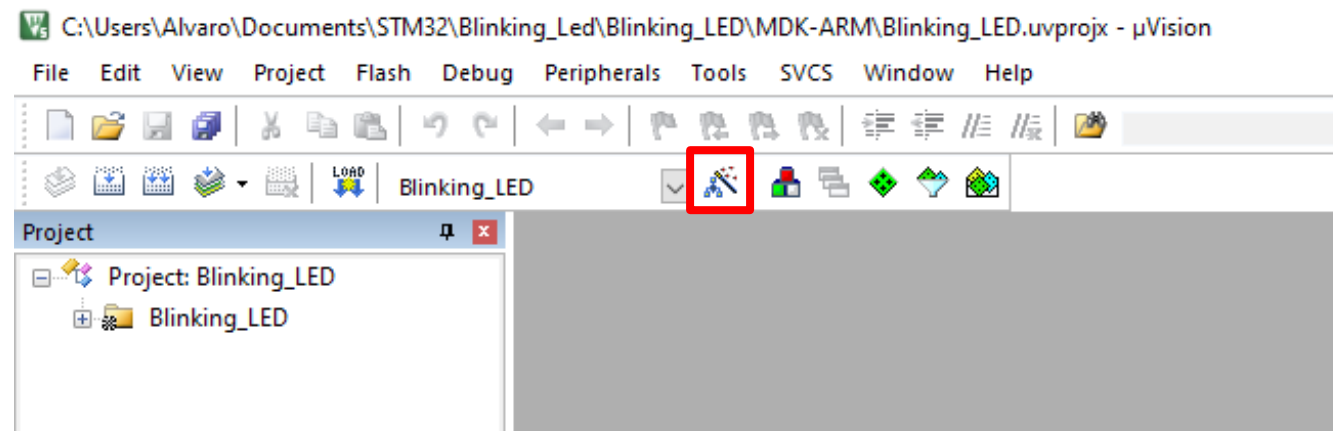 C:\Users\Alvaro\Documents\STM32\Blinking_Led\Blinking_LED\MDK-ARM\Blinking_LED.uvprojx - µVision
File Edit View Project Flash Debug Peripherals Tools SVCS Window Help
LOAD Blinking_LED
Project
Project: Blinking_LED
Blinking_LED